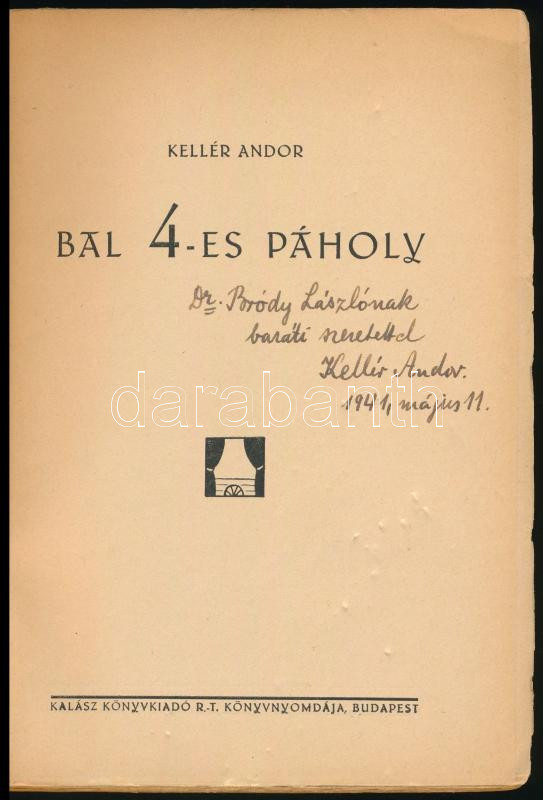 KELLÉR ANDOR
BAL 4-ES PÁHOLY
Dr. Bródy Lászlónak
baráti szeretettel
Kellér Andor.
1941, május 11.
darabanth
KALÁSZ KÖNYVKIADÓ R.-T. KÖNYVNYOMDÁJA, BUDAPEST